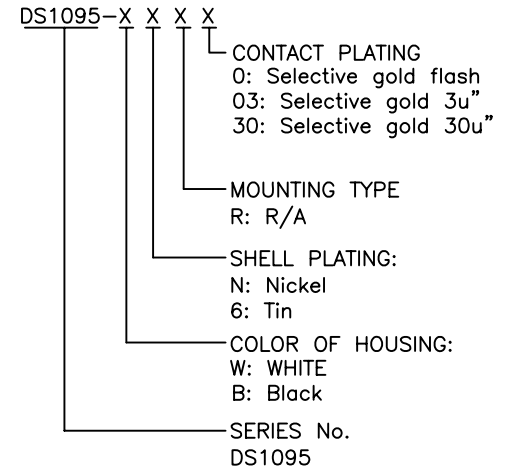 DS1095-X X X X
CONTACT PLATING
0: Selective gold flash
03: Selective gold 3u"
30: Selective gold 30u"
MOUNTING TYPE
R: R/A
SHELL PLATING:
N: Nickel
6: Tin
COLOR OF HOUSING:
W: WHITE
B: Black
SERIES No.
DS1095